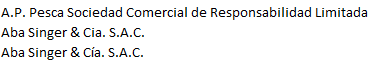 A.P. Pesca Sociedad Comercial de Responsabilidad Limitada
Aba Singer & Cia. S.A.C.
Aba Singer & Cía. S.A.C.